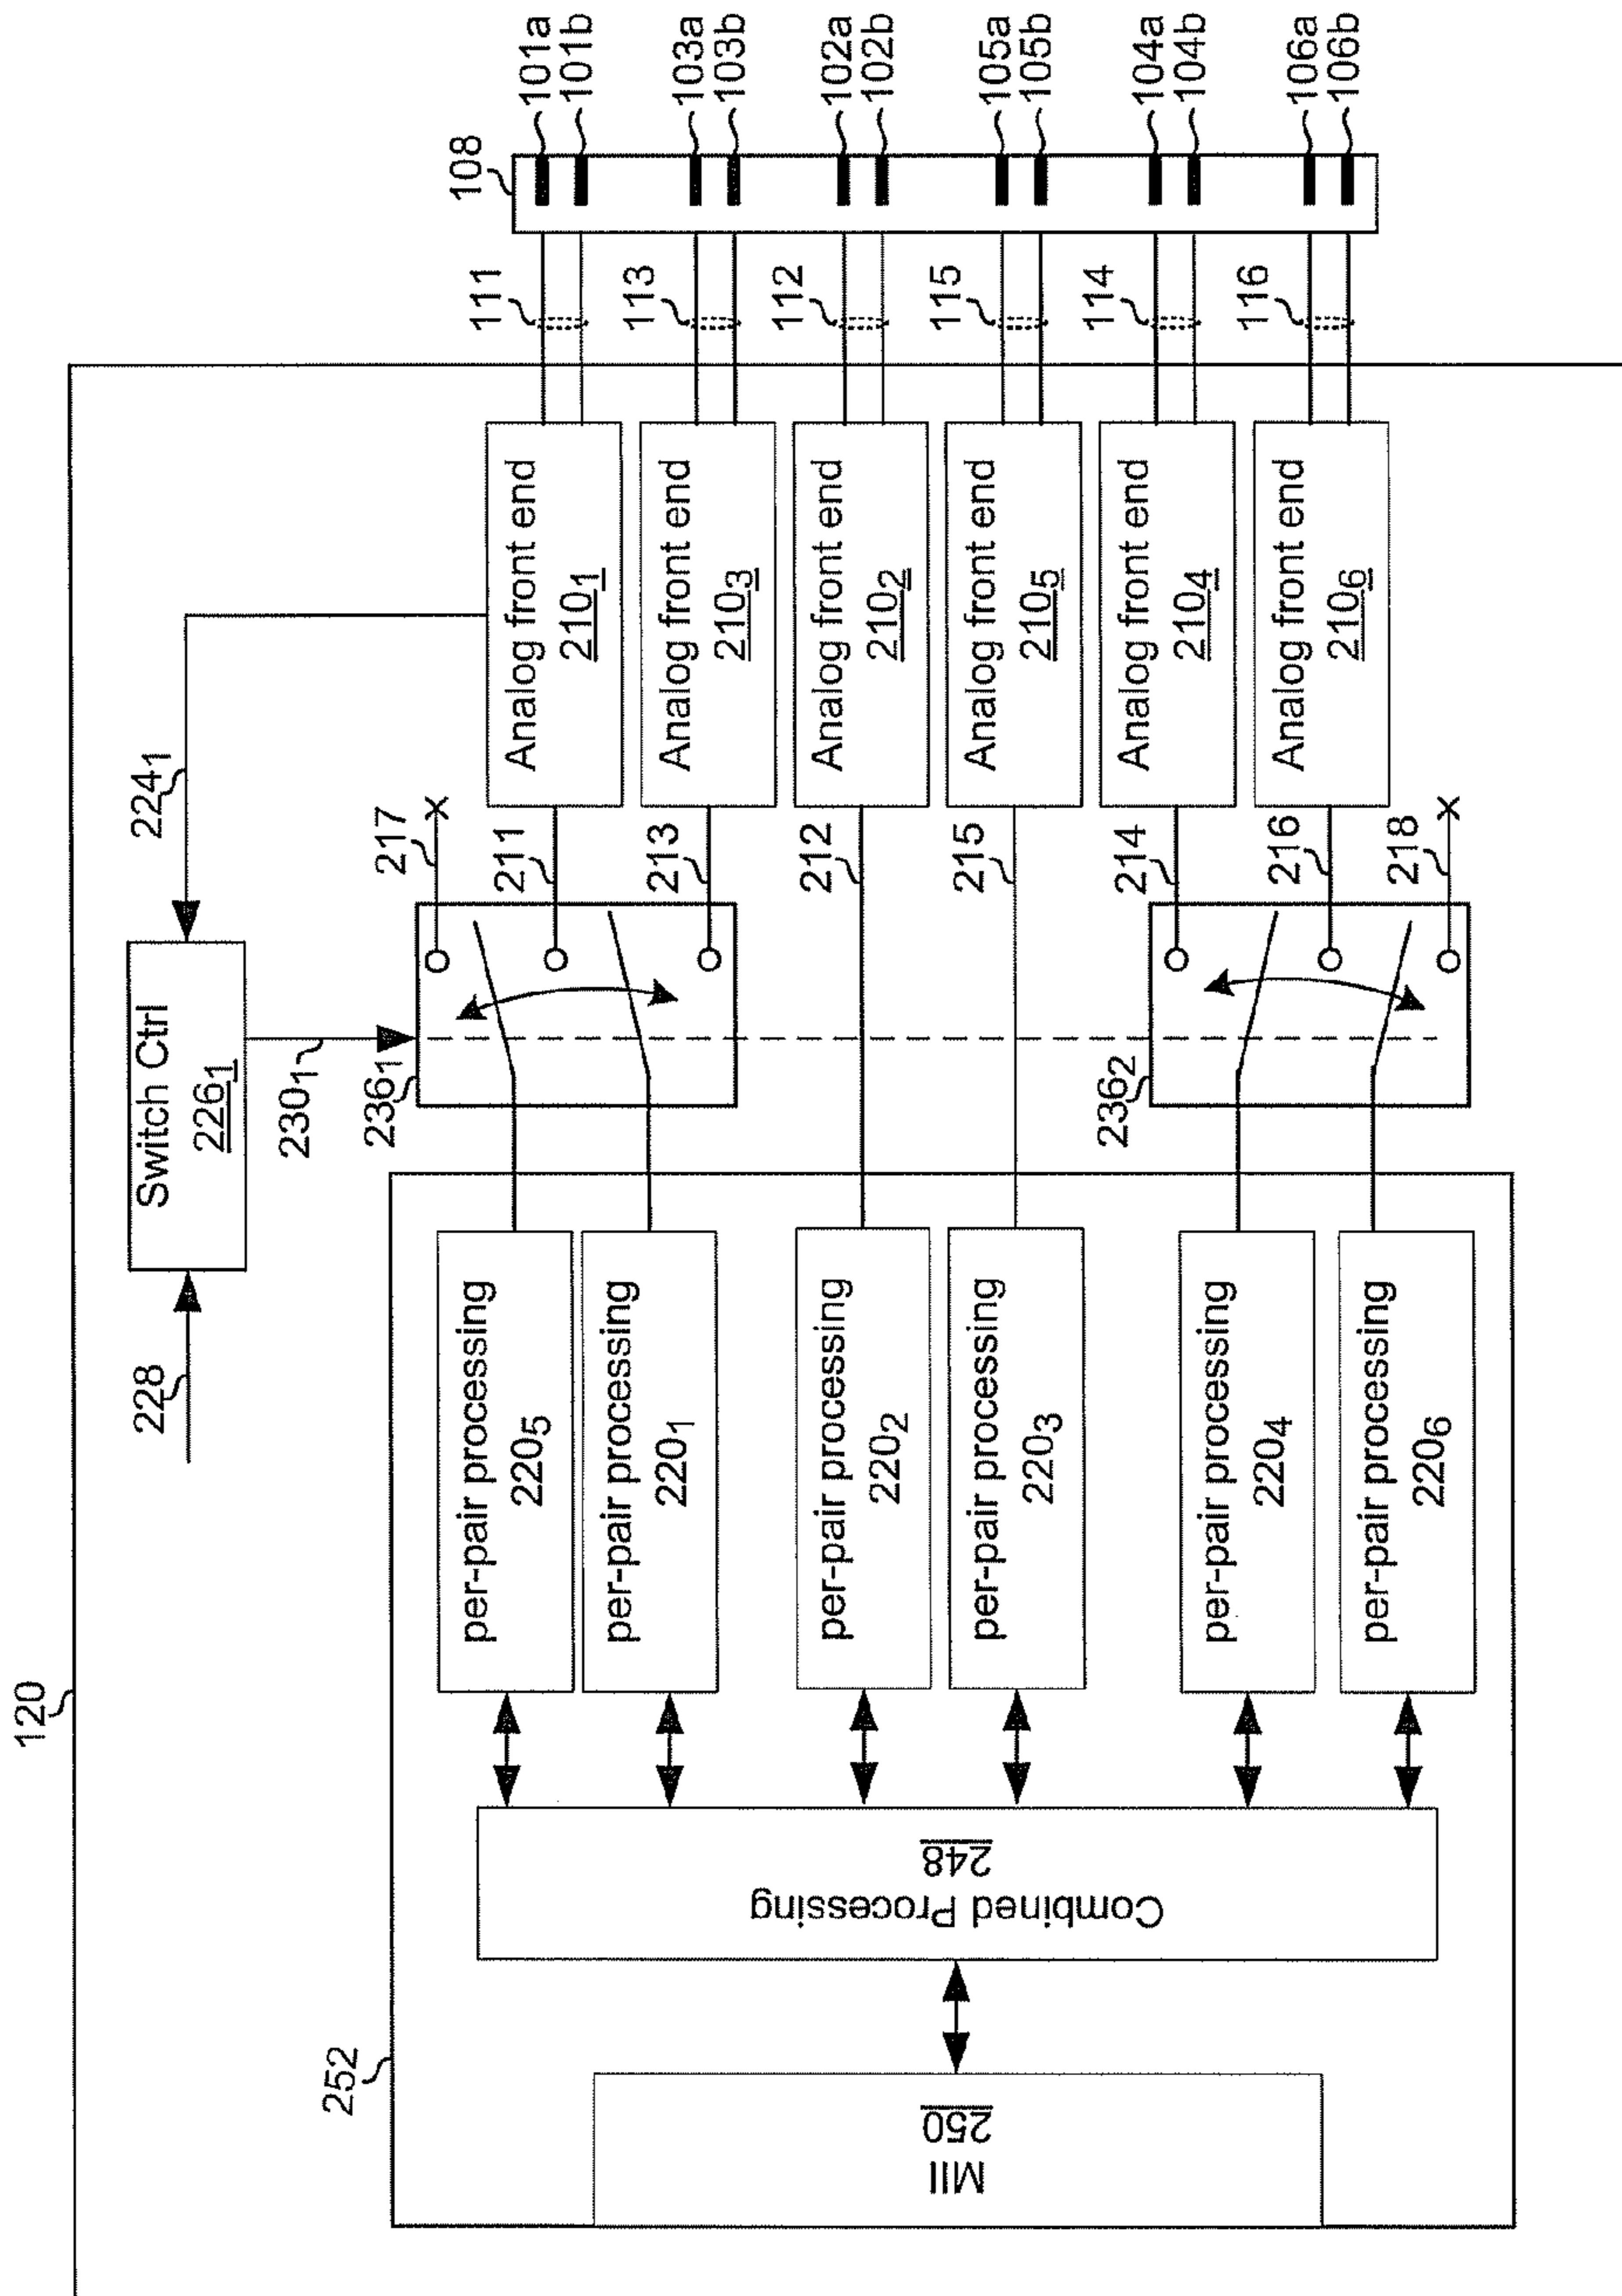 120
252
MII
250
Combined Processing
248
per-pair processing
220₅
per-pair processing
220₁
per-pair processing
220₂
per-pair processing
220₃
per-pair processing
220₄
per-pair processing
220₆
228
Switch Ctrl
226₁
224₁
230₁
236₁
236₂
217
211
213
212
215
214
216
218
Analog front end
210₁
Analog front end
210₃
Analog front end
210₂
Analog front end
210₅
Analog front end
210₄
Analog front end
210₆
111
113
112
115
114
116
108
101a
101b
103a
103b
102a
102b
105a
105b
104a
104b
106a
106b